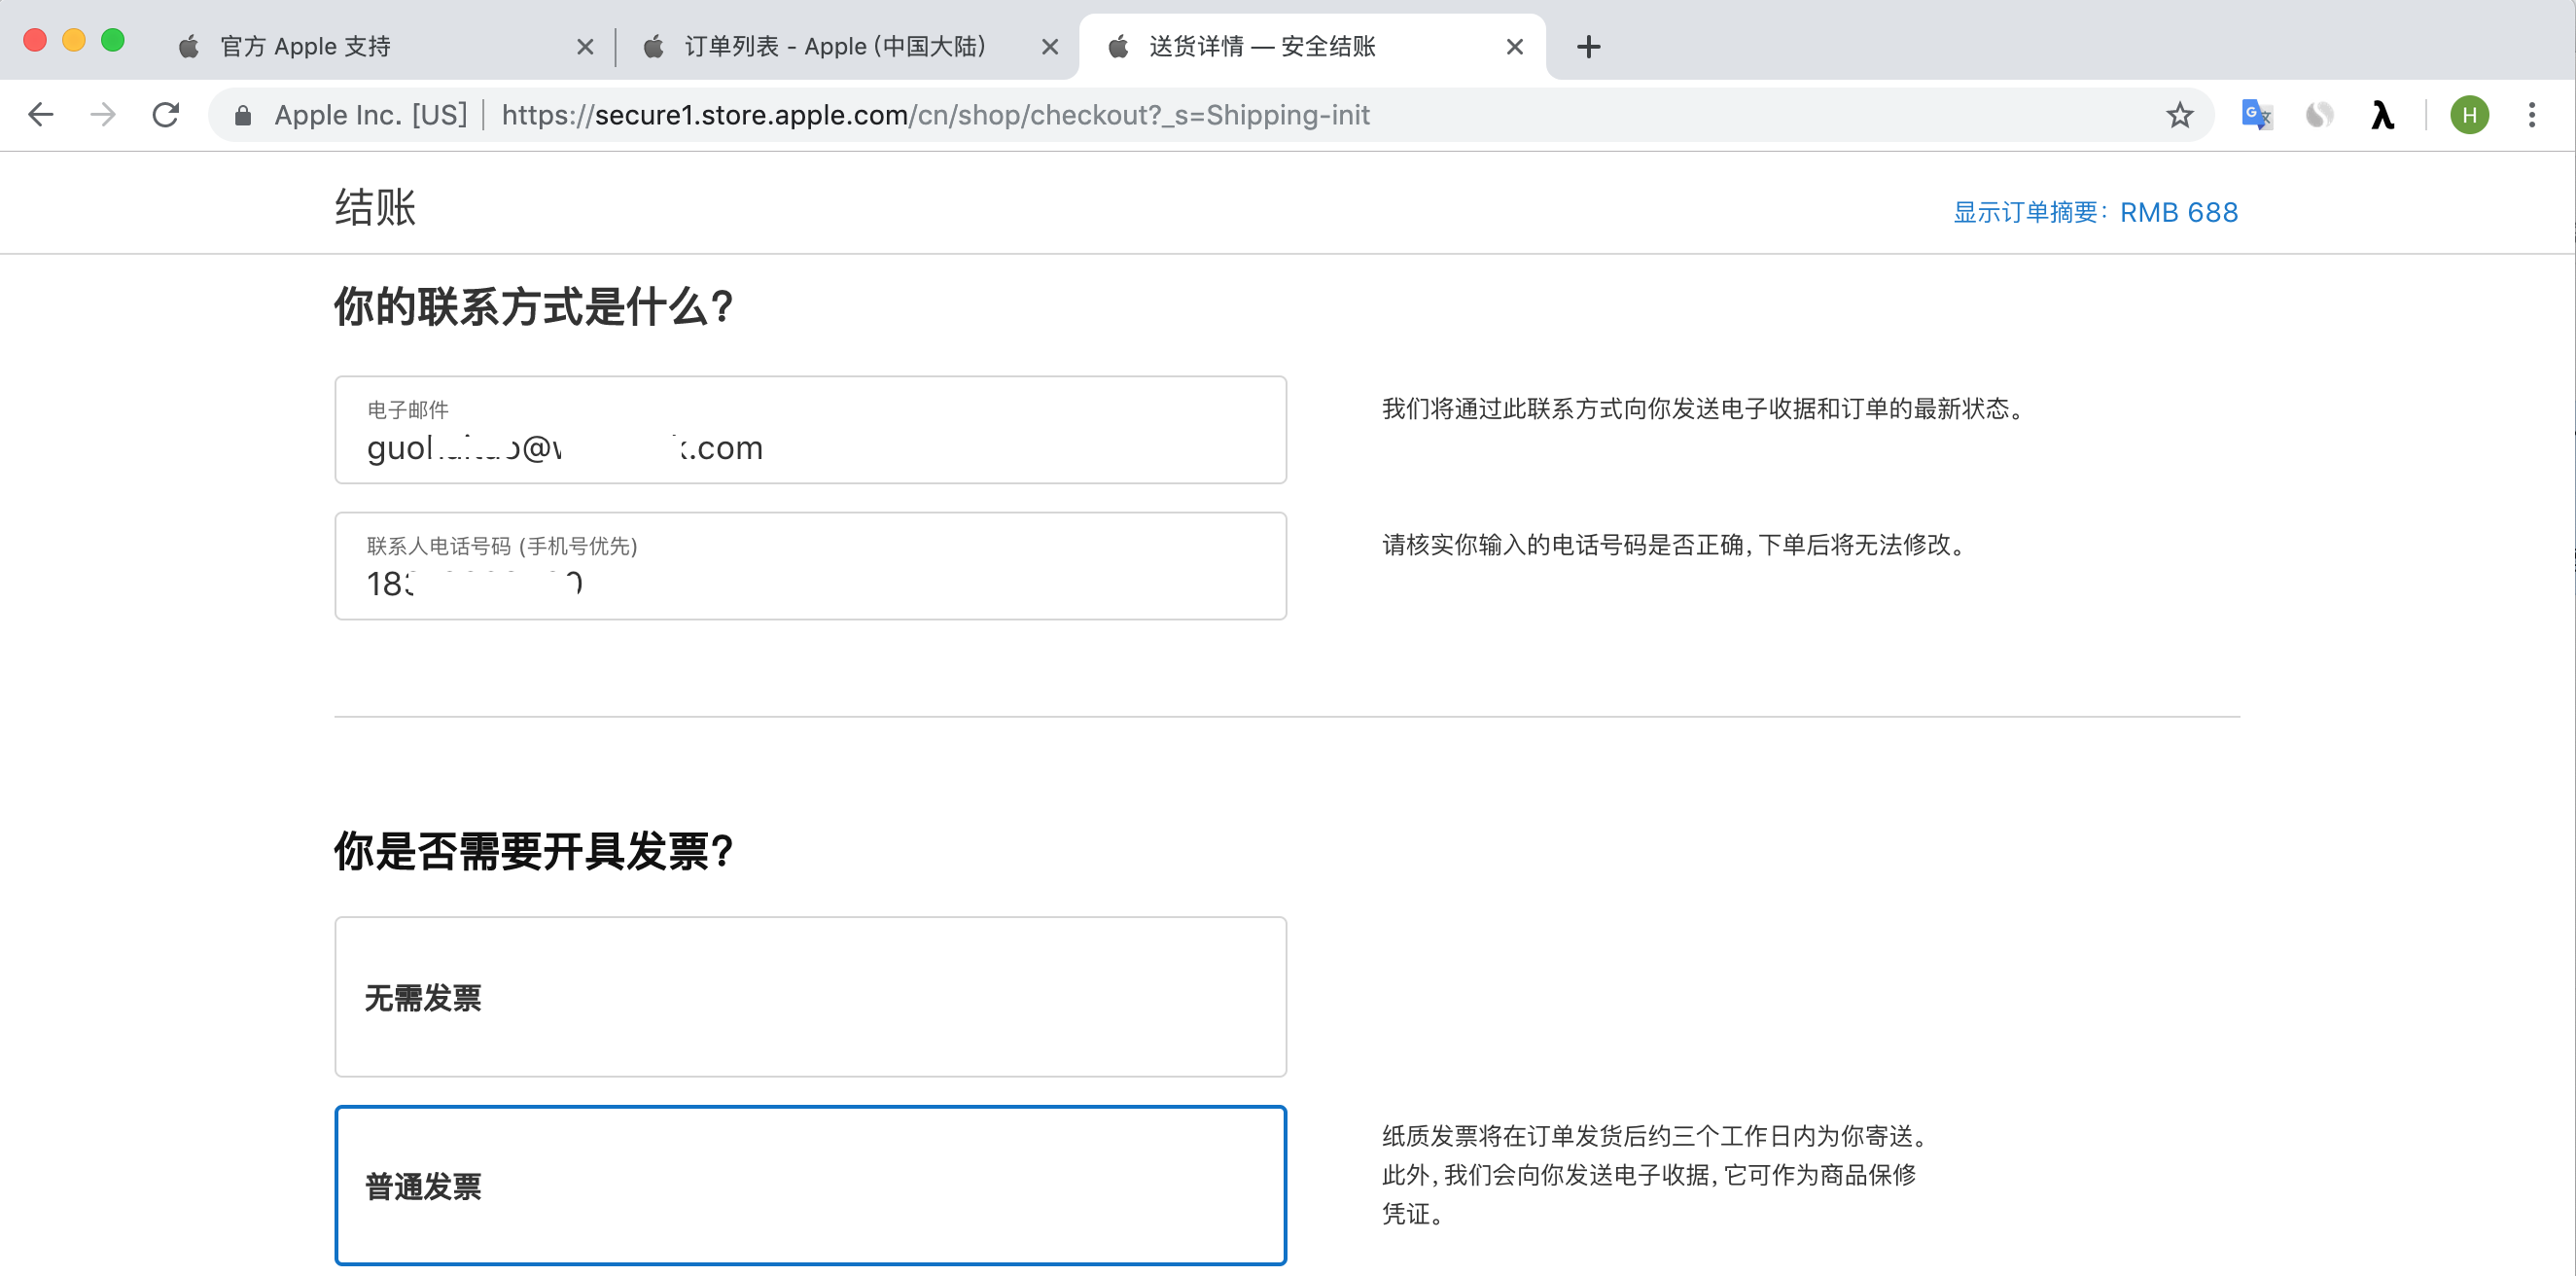 官方 Apple 支持
订单列表 - Apple (中国大陆)
送货详情 — 安全结账
Apple Inc. [US] | https://secure1.store.apple.com/cn/shop/checkout?_s=Shipping-init
H
结账
显示订单摘要：RMB 688
你的联系方式是什么？
电子邮件
我们将通过此联系方式向你发送电子收据和订单的最新状态。
联系人电话号码 (手机号优先)
请核实你输入的电话号码是否正确，下单后将无法修改。
你是否需要开具发票？
无需发票
普通发票
纸质发票将在订单发货后约三个工作日内为你寄送。
此外，我们会向你发送电子收据，它可作为商品保修
凭证。